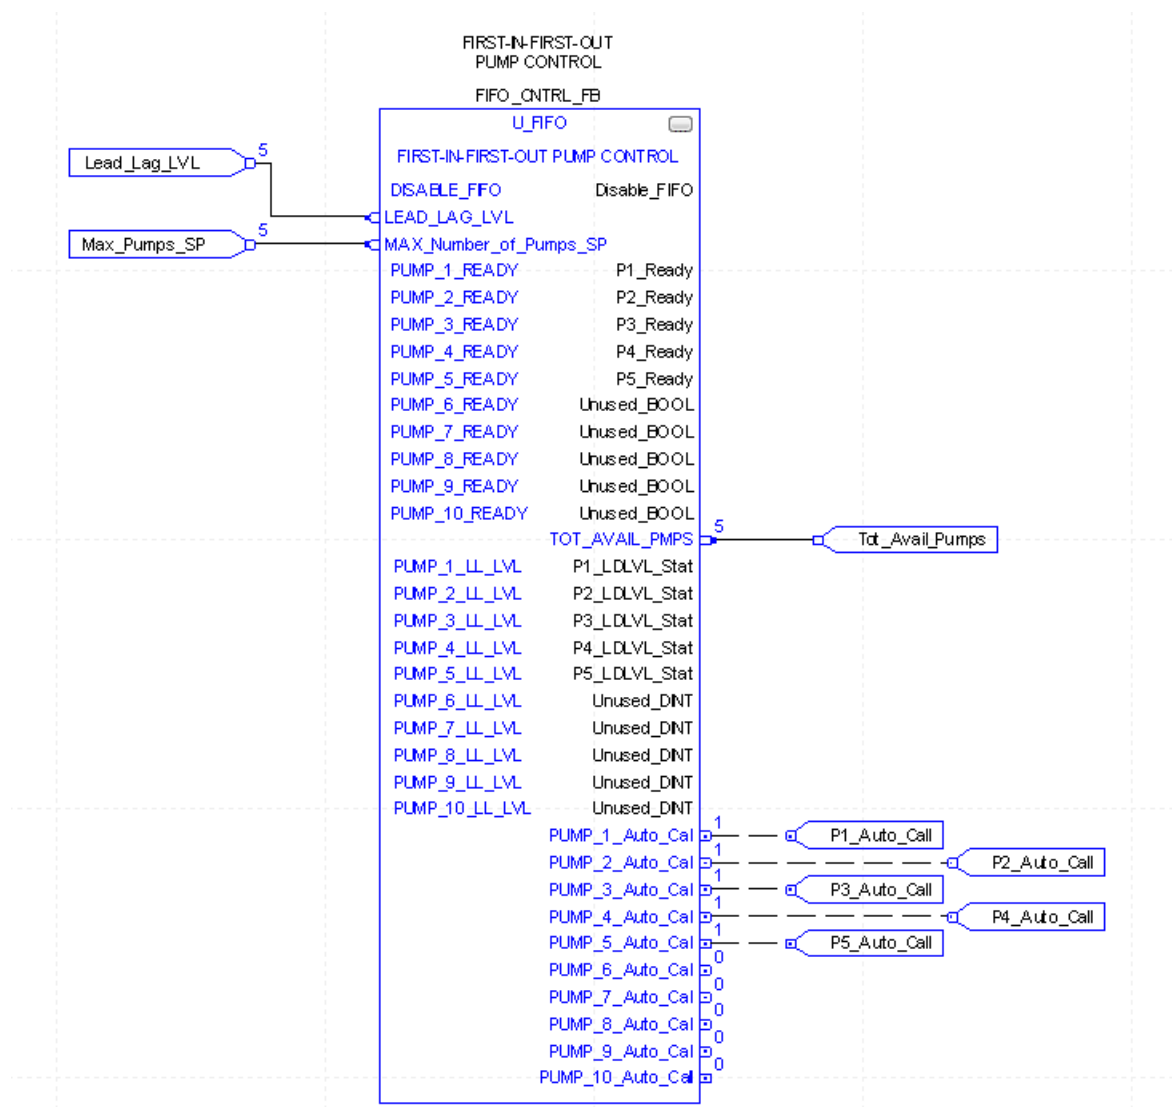 FIRST-IN-FIRST-OUT
PUMP CONTROL
FIFO_CNTRL_FB
U_FIFO
FIRST-IN-FIRST-OUT PUMP CONTROL
DISABLE_FIFO Disable_FIFO
Lead_Lag_LVL 5 LEAD_LAG_LVL
Max_Pumps_SP 5 MAX_Number_of_Pumps_SP
PUMP_1_READY P1_Ready
PUMP_2_READY P2_Ready
PUMP_3_READY P3_Ready
PUMP_4_READY P4_Ready
PUMP_5_READY P5_Ready
PUMP_6_READY Unused_BOOL
PUMP_7_READY Unused_BOOL
PUMP_8_READY Unused_BOOL
PUMP_9_READY Unused_BOOL
PUMP_10_READY Unused_BOOL
TOT_AVAIL_PMPS 5 Tot_Avail_Pumps
PUMP_1_LL_LVL P1_LDLVL_Stat
PUMP_2_LL_LVL P2_LDLVL_Stat
PUMP_3_LL_LVL P3_LDLVL_Stat
PUMP_4_LL_LVL P4_LDLVL_Stat
PUMP_5_LL_LVL P5_LDLVL_Stat
PUMP_6_LL_LVL Unused_DINT
PUMP_7_LL_LVL Unused_DINT
PUMP_8_LL_LVL Unused_DINT
PUMP_9_LL_LVL Unused_DINT
PUMP_10_LL_LVL Unused_DINT
PUMP_1_Auto_Cal 1 P1_Auto_Call
PUMP_2_Auto_Cal 1 P2_Auto_Call
PUMP_3_Auto_Cal 1 P3_Auto_Call
PUMP_4_Auto_Cal 1 P4_Auto_Call
PUMP_5_Auto_Cal 1 P5_Auto_Call
PUMP_6_Auto_Cal 0
PUMP_7_Auto_Cal 0
PUMP_8_Auto_Cal 0
PUMP_9_Auto_Cal 0
PUMP_10_Auto_Call 0